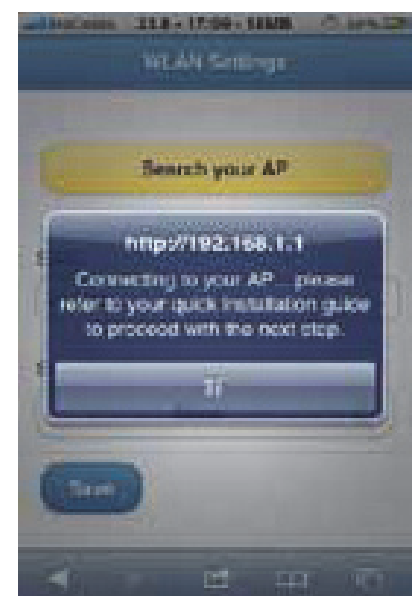 WLAN Settings
Search your AP
http://192.168.1.1
Connecting to your AP... please
refer to your quick installation guide
to proceed with the next step.
Save